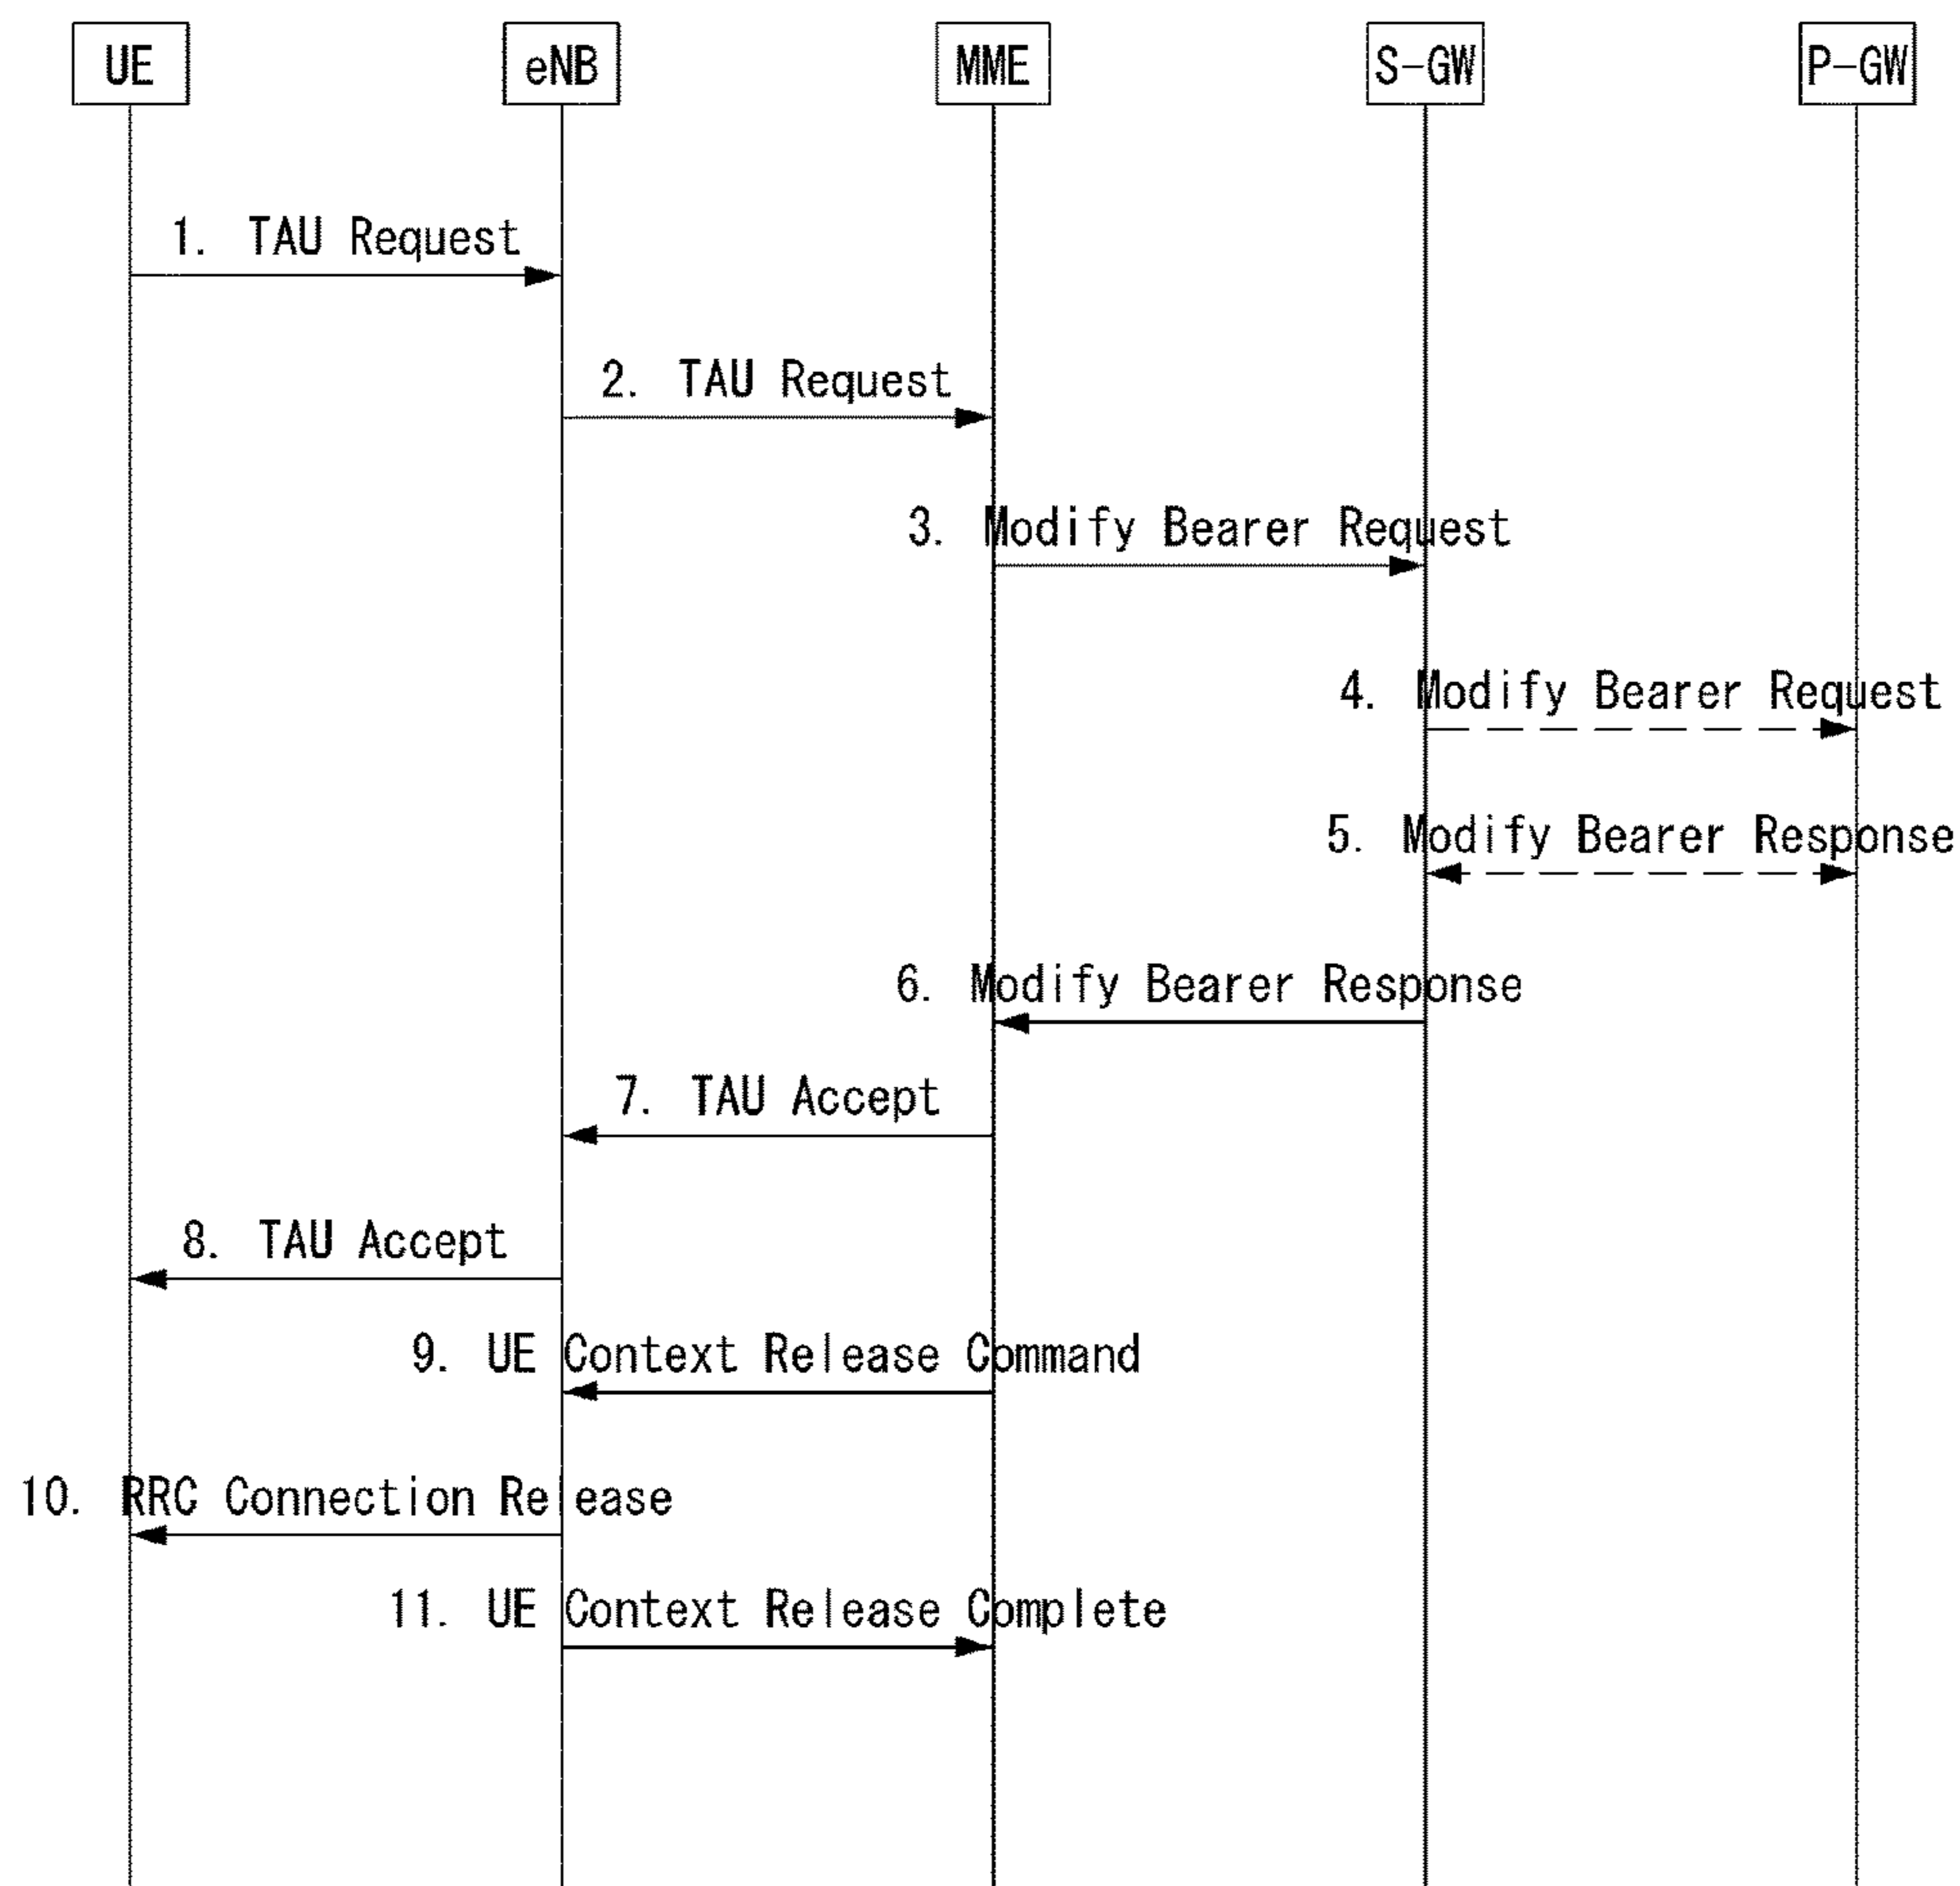 UE eNB MME S-GW P-GW
1. TAU Request
2. TAU Request
3. Modify Bearer Request
4. Modify Bearer Request
5. Modify Bearer Response
6. Modify Bearer Response
7. TAU Accept
8. TAU Accept
9. UE Context Release Command
10. RRC Connection Release
11. UE Context Release Complete